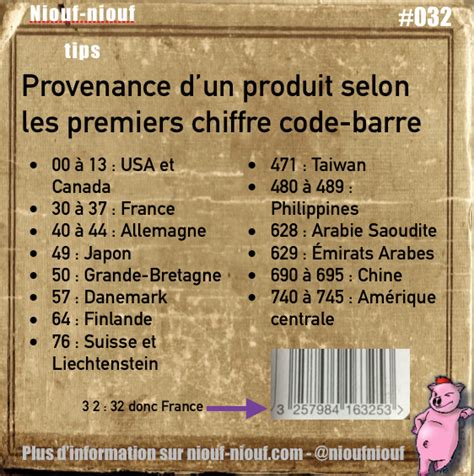 Niouf-niouf
tips
#032
Provenance d'un produit selon
les premiers chiffre code-barre
• 00 à 13 : USA et
Canada
• 30 à 37 : France
• 40 à 44 : Allemagne
• 49 : Japon
• 50 : Grande-Bretagne
• 57 : Danemark
• 64 : Finlande
• 76 : Suisse et
Liechtenstein
• 471 : Taiwan
• 480 à 489 :
Philippines
• 628 : Arabie Saoudite
• 629 : Émirats Arabes
• 690 à 695 : Chine
• 740 à 745 : Amérique
centrale
3 2 : 32 donc France
3 257984 163253 >
Plus d'information sur niouf-niouf.com - @nioufniouf